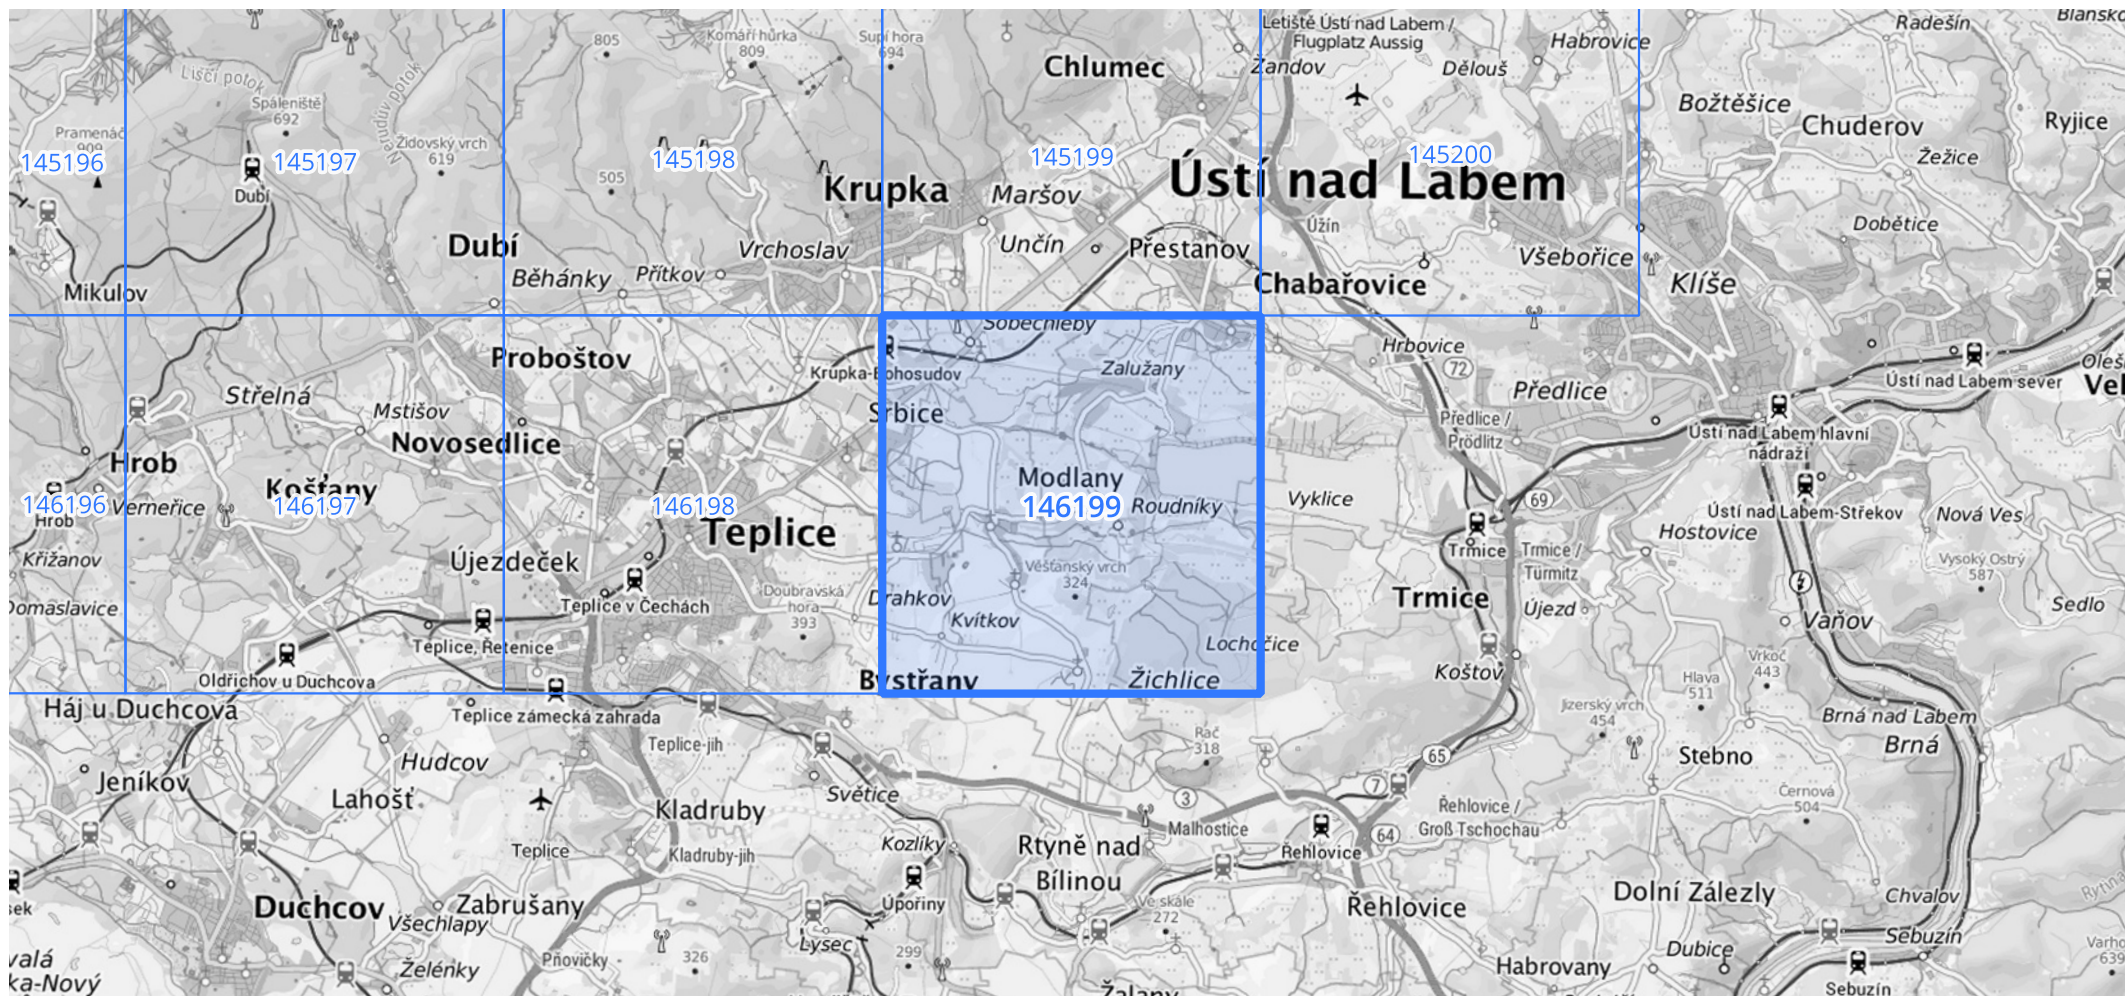 Letiště Ústí nad Labem /
Flugplatz Aussig
Habrovice
Radešín
805
Komáří hůrka
809
Supí hora
694
Chlumec
Žandov
Dělouš
Liščí potok
Spáleniště
692
Neudův potok
Židovský vrch
619
Pramenáč
909
145196
145197
145198
145199
145200
Božtěšice
Chuderov
Ryjice
Žežice
Dubí
505
Krupka
Maršov
Ústí nad Labem
Úžín
Dobětice
Dubí
Běhánky
Přítkov
Vrchoslav
Unčín
Přestanov
Chabařovice
Všebořice
Klíše
Mikulov
Proboštov
Krupka-Bohosudov
Soběchleby
Zalužany
Hrbovice
72
Předlice
Ústí nad Labem sever
Střelná
Mstišov
Srbice
Předlice /
Prödlitz
Ústí nad Labem hlavní
nádraží
Novosedlice
Hrob
Košťany
Modlany
146196
146197
146198
146199
Verneřice
Hrob
Teplice
Roudníky
Vyklice
69
Ústí nad Labem-Střekov
Nová Ves
Hostovice
Křižanov
Újezdeček
Trmice
Trmice /
Türmitz
Vysoký Ostrý
587
Domaslavice
Teplice v Čechách
Doubravská
hora
393
Drahkov
Věšťanský vrch
324
Kvítkov
Trmice
Újezd
Sedlo
Vaňov
Teplice, Řetenice
Lochočice
Oldřichov u Duchcova
Bystřany
Žichlice
Koštov
Hlava
511
Vrkoč
443
Háj u Duchcova
Teplice zámecká zahrada
Jizerský vrch
454
Brná nad Labem
Brná
Teplice-jih
Rač
318
Stebno
65
Hudcov
Jeníkov
Lahošť
Světice
3
7
Černová
504
Kladruby
Malhostice
Řehlovice /
Groß Tschochau
64
Teplice
Kladruby-jih
Kozlíky
Rtyně nad
Bílinou
Řehlovice
Úpořiny
Ve skále
272
Duchcov
Zabrušany
Všechlapy
Řehlovice
Dolní Zálezly
Chvalov
Lysec
Želénky
Pňovičky
326
299
Dubice
Sebuzín
Habrovany
Žalany
Sebuzín